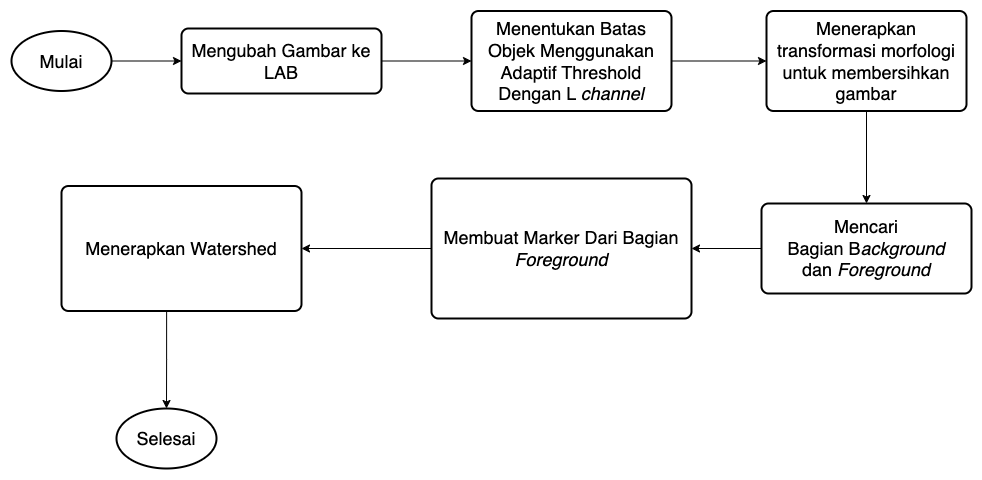 Mulai
Mengubah Gambar ke
LAB
Menentukan Batas
Objek Menggunakan
Adaptif Threshold
Dengan L channel
Menerapkan
transformasi morfologi
untuk membersihkan
gambar
Mencari
Bagian Background
dan Foreground
Membuat Marker Dari Bagian
Foreground
Menerapkan Watershed
Selesai